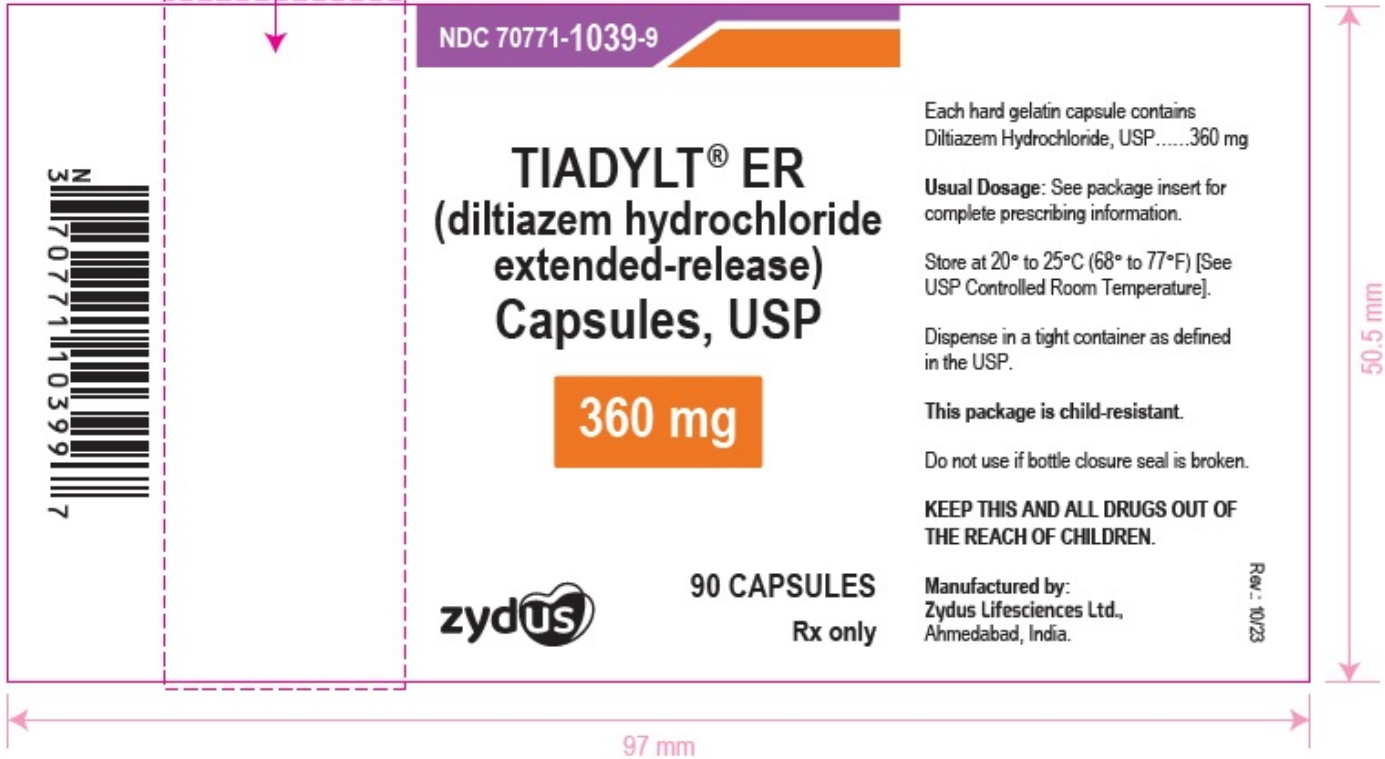 NDC 70771-1039-9
TIADYLT® ER
(diltiazem hydrochloride
extended-release)
Capsules, USP
360 mg
90 CAPSULES
Rx only
zydus
Each hard gelatin capsule contains
Diltiazem Hydrochloride, USP......360 mg
Usual Dosage: See package insert for
complete prescribing information.
Store at 20° to 25°C (68° to 77°F) [See
USP Controlled Room Temperature].
Dispense in a tight container as defined
in the USP.
This package is child-resistant.
Do not use if bottle closure seal is broken.
KEEP THIS AND ALL DRUGS OUT OF
THE REACH OF CHILDREN.
Manufactured by:
Zydus Lifesciences Ltd.,
Ahmedabad, India.
Rev.: 10/23
N
3 70771 10399 7
50.5 mm
97 mm